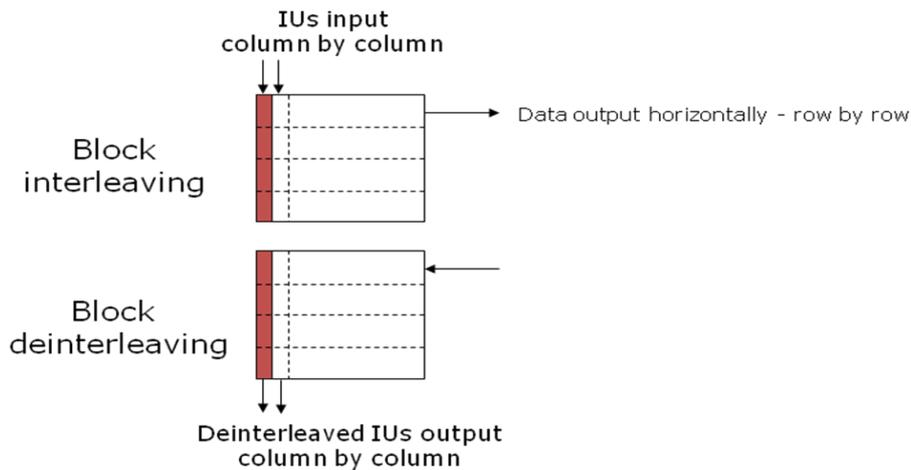 IUs input
column by column
Data output horizontally - row by row
Block
interleaving
Block
deinterleaving
Deinterleaved IUs output
column by column